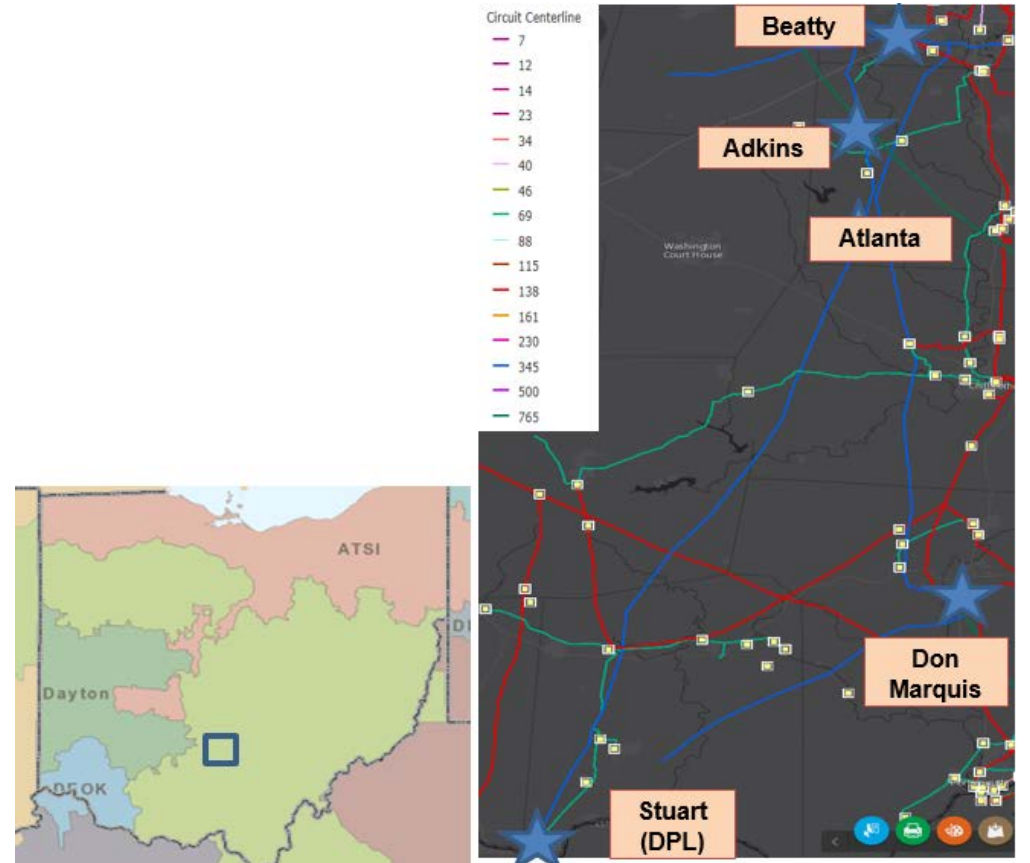 Circuit Centerline
7
12
14
23
34
40
46
69
88
115
138
161
230
345
500
765
Beatty
Adkins
Atlanta
Washington
Court House
Don
Marquis
Stuart
(DPL)
ATSI
Dayton
DEOK